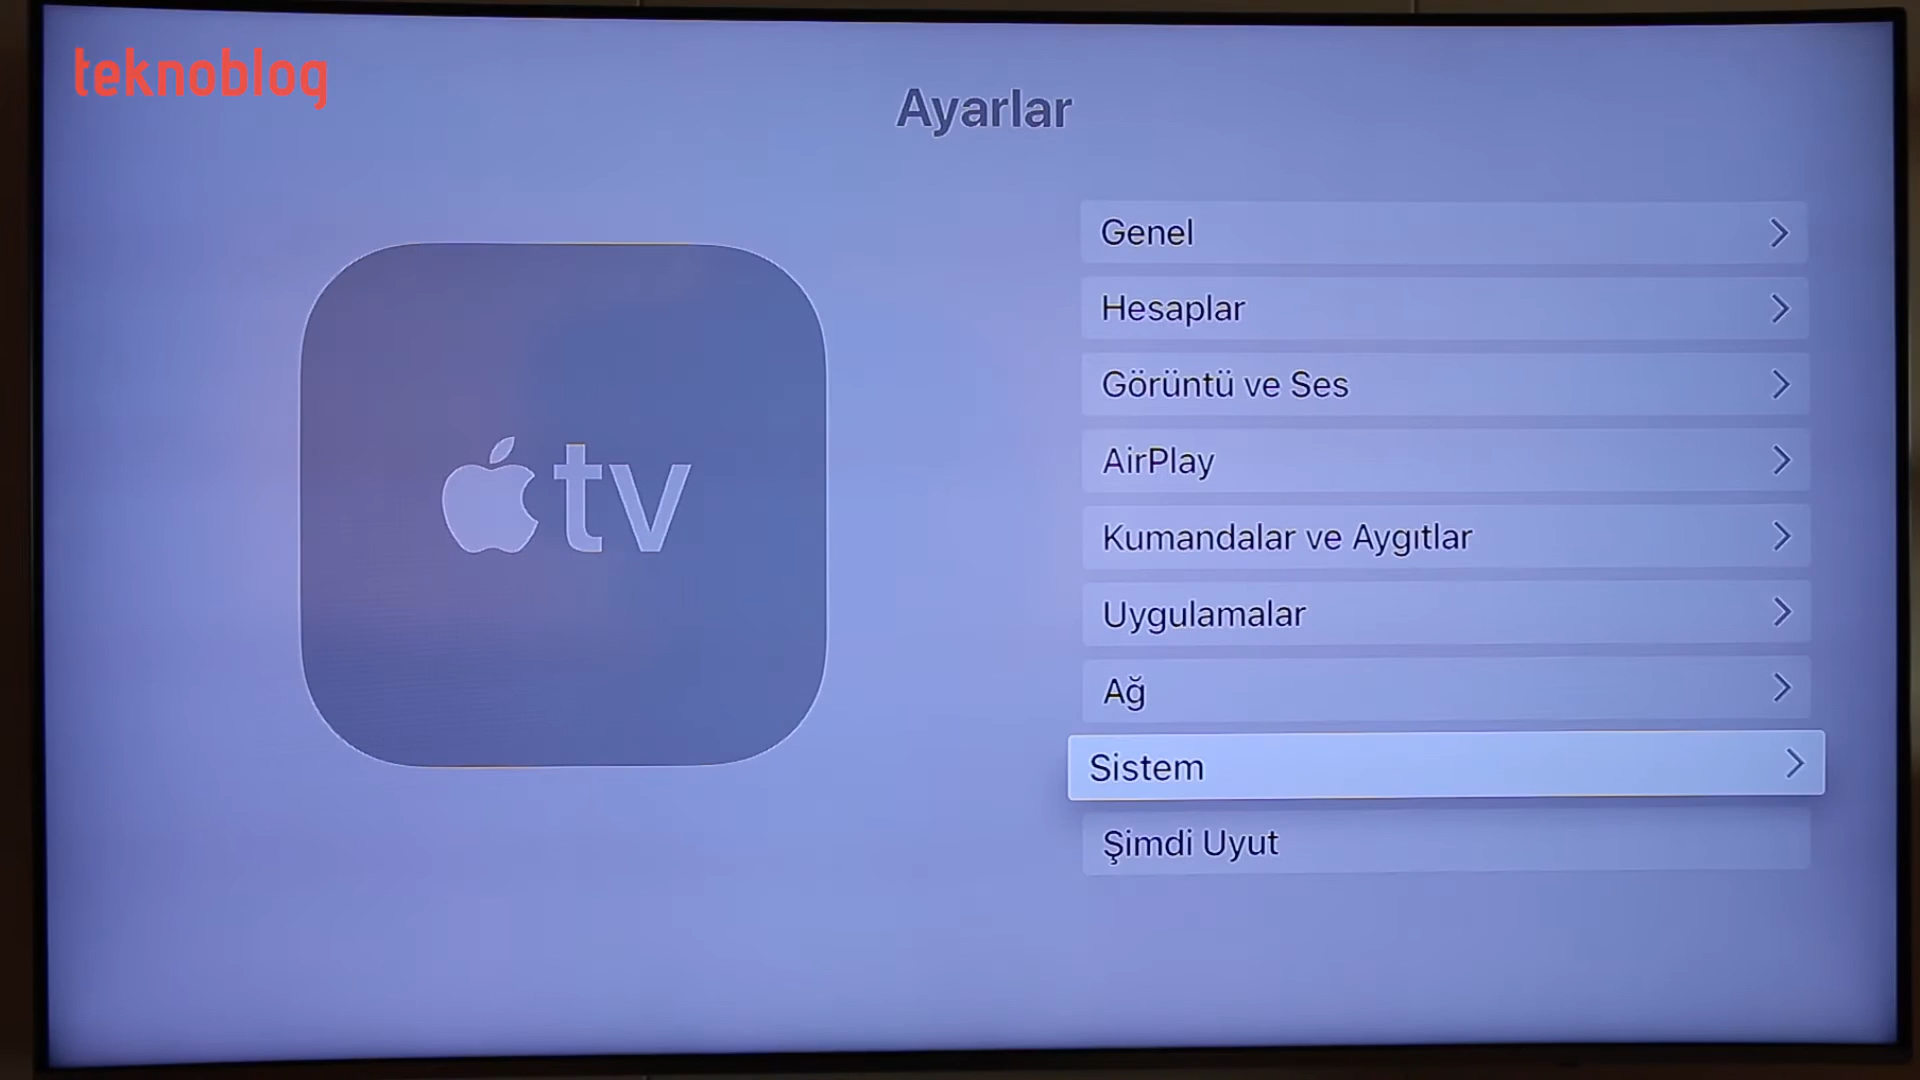 teknoblog
Ayarlar
Genel
Hesaplar
Görüntü ve Ses
AirPlay
Kumandalar ve Aygıtlar
Uygulamalar
Ağ
Sistem
Şimdi Uyut
tv